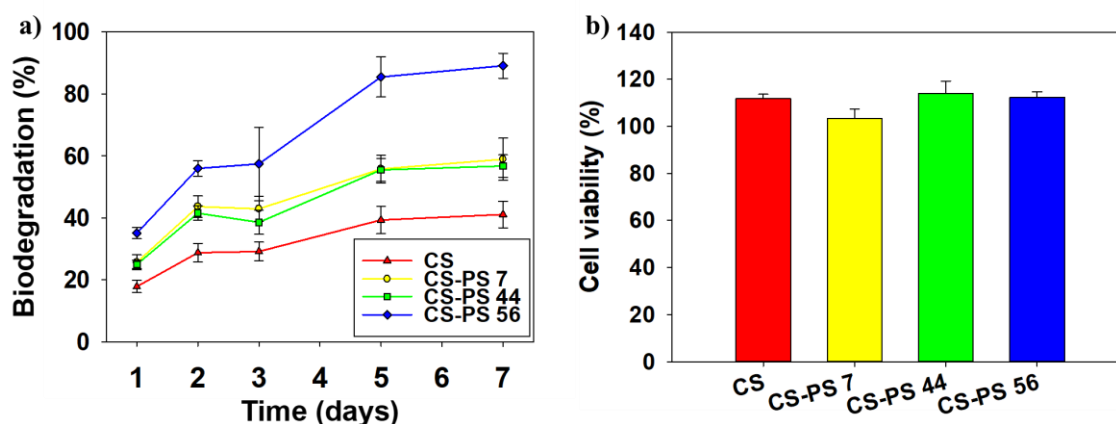 a)
Biodegradation (%)
100
80
60
40
20
0
1 2 3 4 5 6 7
Time (days)
CS
CS-PS 7
CS-PS 44
CS-PS 56
b)
Cell viability (%)
140
120
100
80
60
40
20
0
CS CS-PS 7 CS-PS 44 CS-PS 56